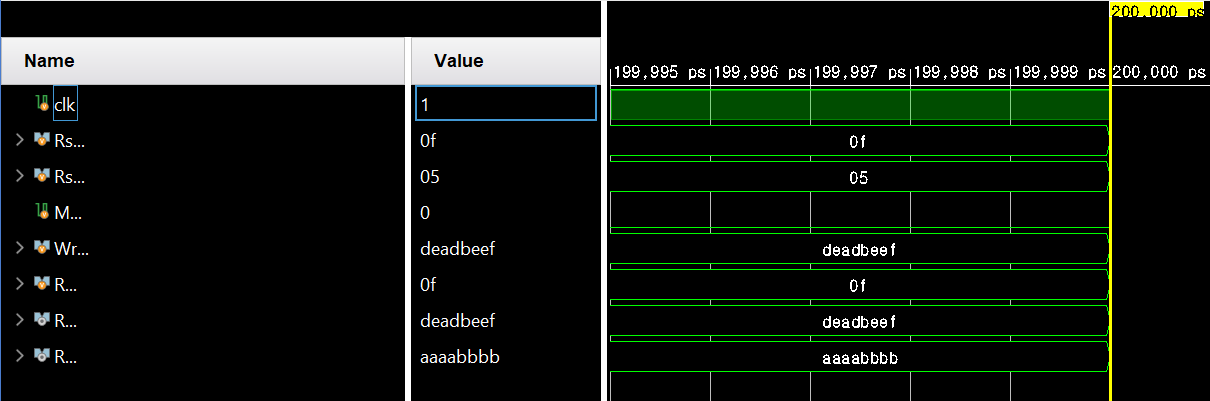 200,000 ps
Name Value 199,995 ps 199,996 ps 199,997 ps 199,998 ps 199,999 ps 200,000 ps
clk 1
Rs... 0f 0f
Rs... 05 05
M... 0
Wr... deadbeef deadbeef
R... 0f 0f
R... deadbeef deadbeef
R... aaaabbbb aaaabbbb